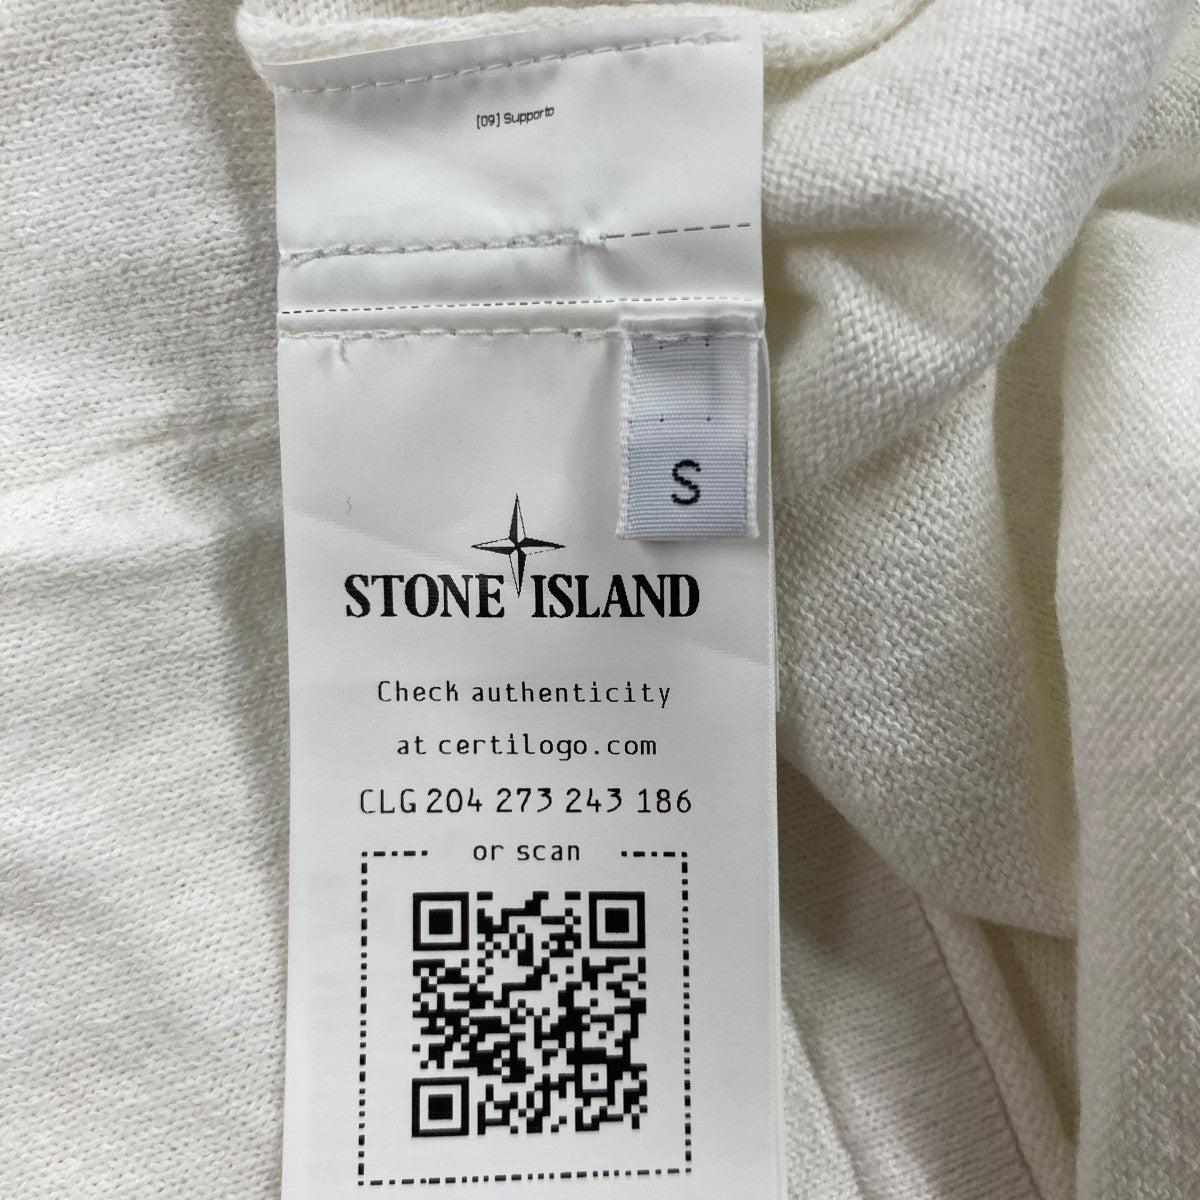 [09] Supporto
S
STONE ISLAND
Check authenticity
at certilogo.com
CLG 204 273 243 186
or scan